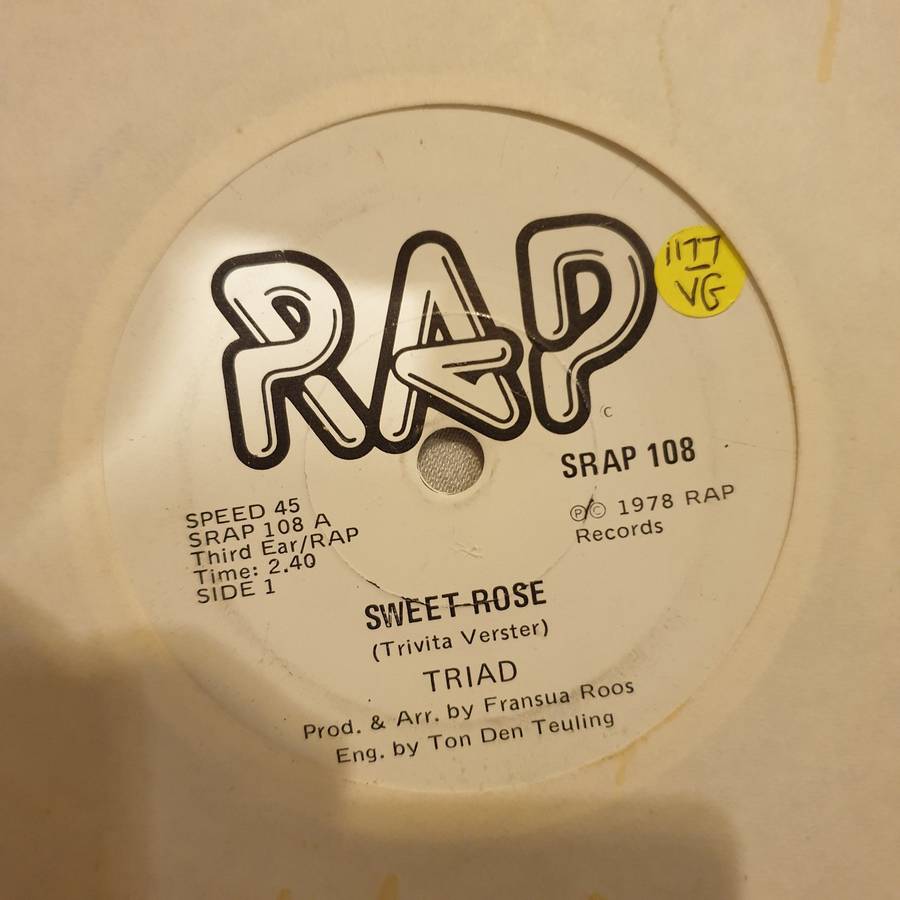 RAP
i177
VG
C
SRAP 108
Ⓟ© 1978 RAP
Records
SPEED 45
SRAP 108 A
Third Ear/RAP
Time: 2.40
SIDE 1
SWEET ROSE
(Trivita Verster)
TRIAD
Prod. & Arr. by Fransua Roos
Eng. by Ton Den Teuling